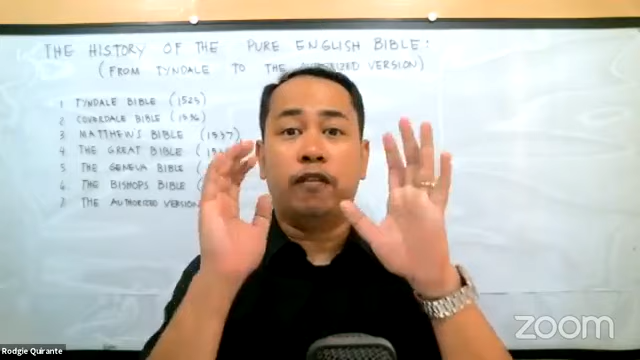 THE HISTORY OF THE PURE ENGLISH BIBLE:
(FROM TYNDALE TO THE AUTHORIZED VERSION)
1 TYNDALE BIBLE (1525)
2 COVERDALE BIBLE (1536)
3 MATTHEW'S BIBLE (1537)
4 THE GREAT BIBLE
5 THE GENEVA BIBLE (
6 THE BISHOPS BIBLE (
7 THE AUTHORIZED VERSION
zoom
Rodgie Quirante